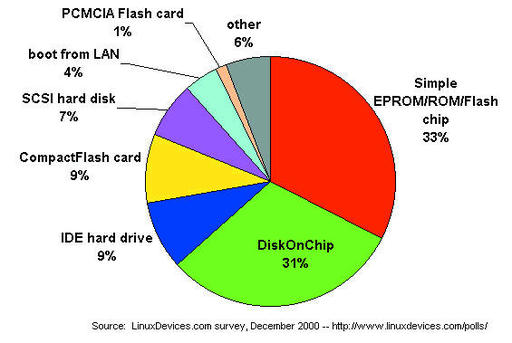 PCMCIA Flash card
1%
other
6%
boot from LAN
4%
SCSI hard disk
7%
CompactFlash card
9%
IDE hard drive
9%
DiskOnChip
31%
Simple
EPROM/ROM/Flash
chip
33%
Source: LinuxDevices.com survey, December 2000 -- http://www.linuxdevices.com/polls/